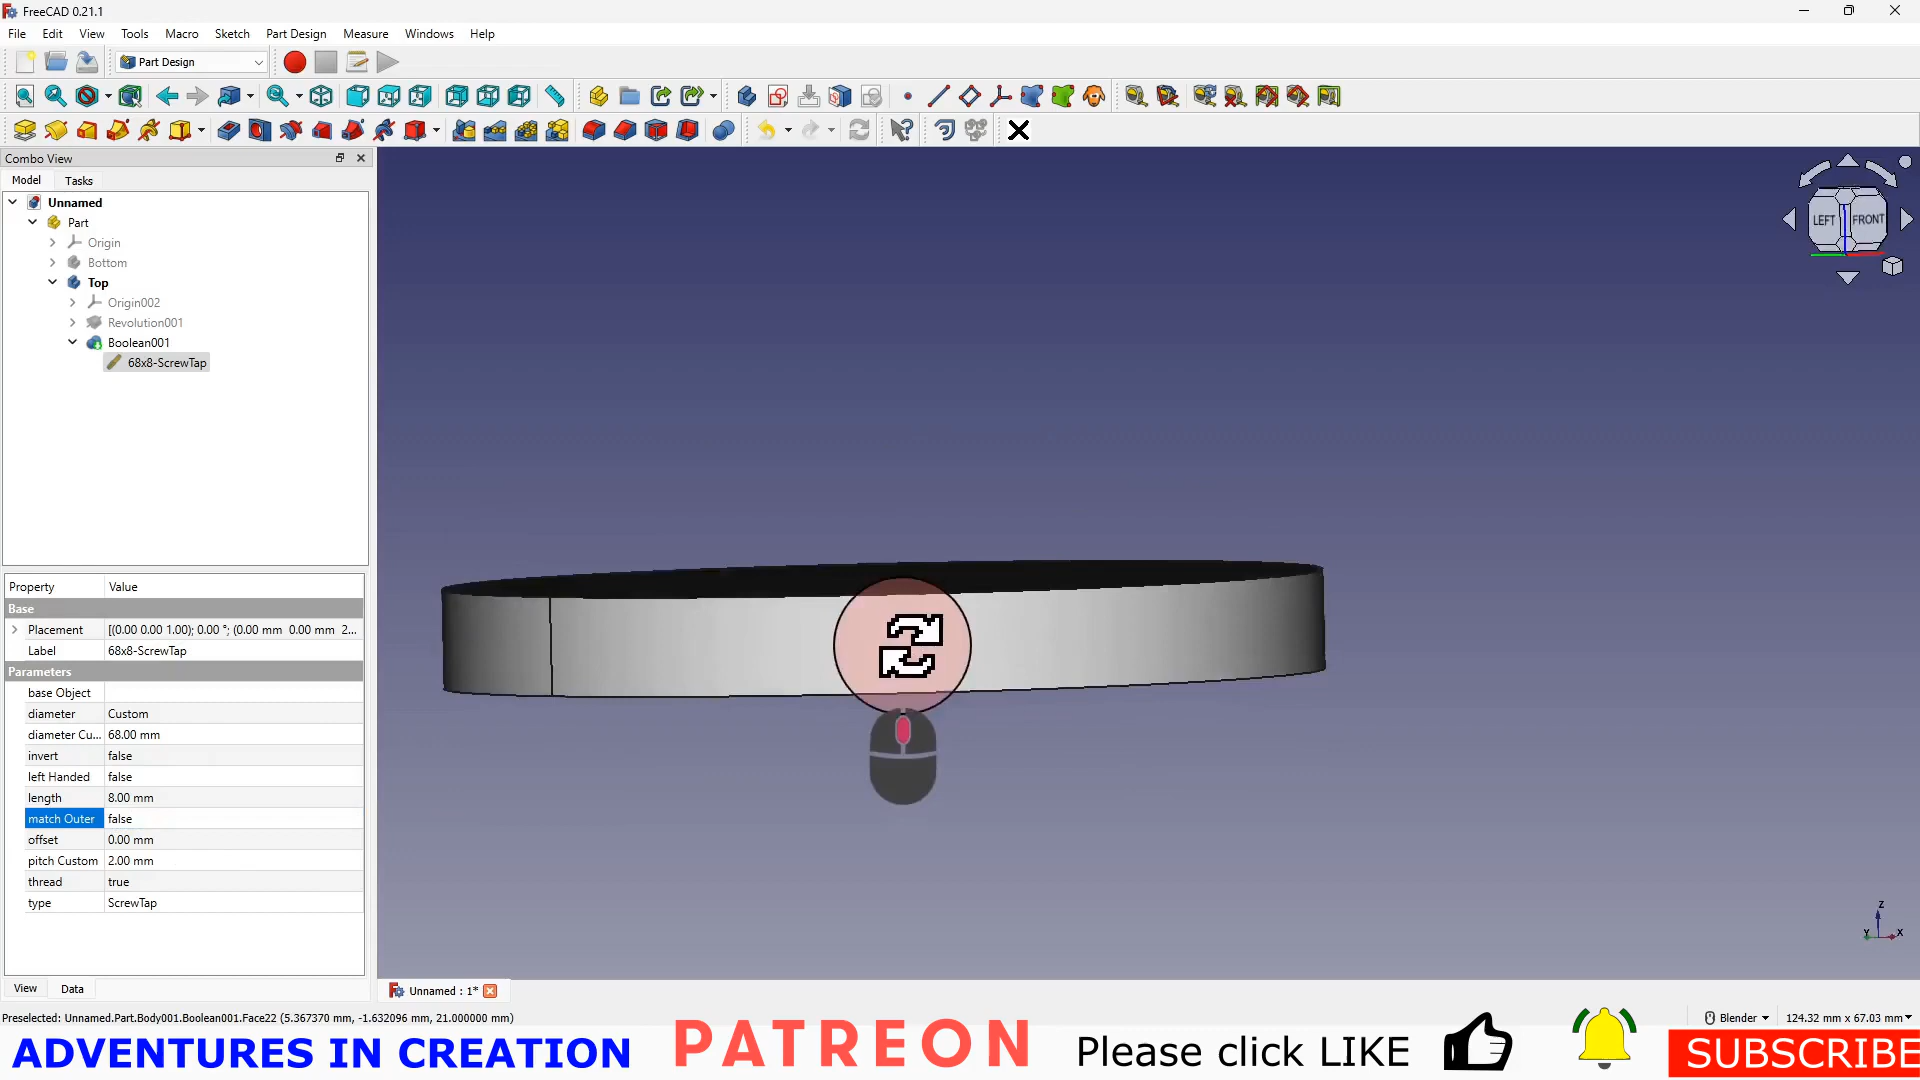 FreeCAD 0.21.1
File Edit View Tools Macro Sketch Part Design Measure Windows Help
Part Design
Combo View
Model Tasks
Unnamed
Part
Origin
Bottom
Top
Origin002
Revolution001
Boolean001
68x8-ScrewTap
LEFT FRONT
Property Value
Base
Placement [(0.00 0.00 1.00); 0.00 °; (0.00 mm 0.00 mm 2...
Label 68x8-ScrewTap
Parameters
base Object
diameter Custom
diameter Cu... 68.00 mm
invert false
left Handed false
length 8.00 mm
match Outer false
offset 0.00 mm
pitch Custom 2.00 mm
thread true
type ScrewTap
Z
Y X
View Data
Unnamed : 1*
Preselected: Unnamed.Part.Body001.Boolean001.Face22 (5.367370 mm, -1.632096 mm, 21.000000 mm)
Blender 124.32 mm x 67.03 mm
ADVENTURES IN CREATION PATREON Please click LIKE SUBSCRIBE